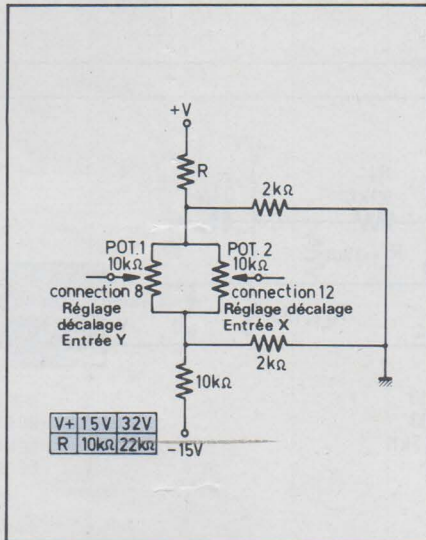 +V
R
2kΩ
POT.1
10kΩ
connection 8
Réglage
décalage
Entrée Y
POT. 2
10kΩ
connection 12
Réglage décalage
Entrée X
2kΩ
10kΩ
V+ 15V 32V
R 10kΩ 22kΩ
-15V